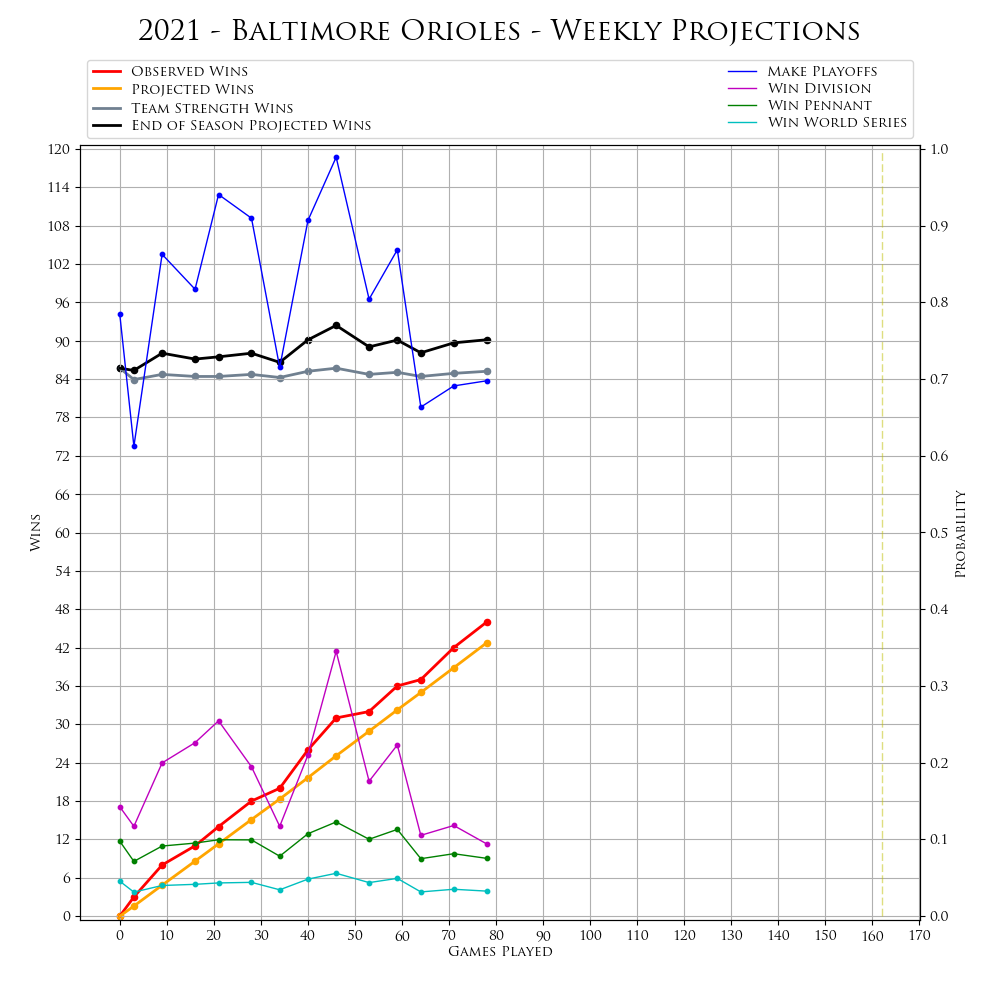 2021 - Baltimore Orioles - Weekly Projections
Observed Wins
Projected Wins
Team Strength Wins
End of Season Projected Wins
Make Playoffs
Win Division
Win Pennant
Win World Series
120
114
108
102
96
90
84
78
72
66
60
54
48
42
36
30
24
18
12
6
0
Wins
1.0
0.9
0.8
0.7
0.6
0.5
0.4
0.3
0.2
0.1
0.0
Probability
0 10 20 30 40 50 60 70 80 90 100 110 120 130 140 150 160 170
Games Played